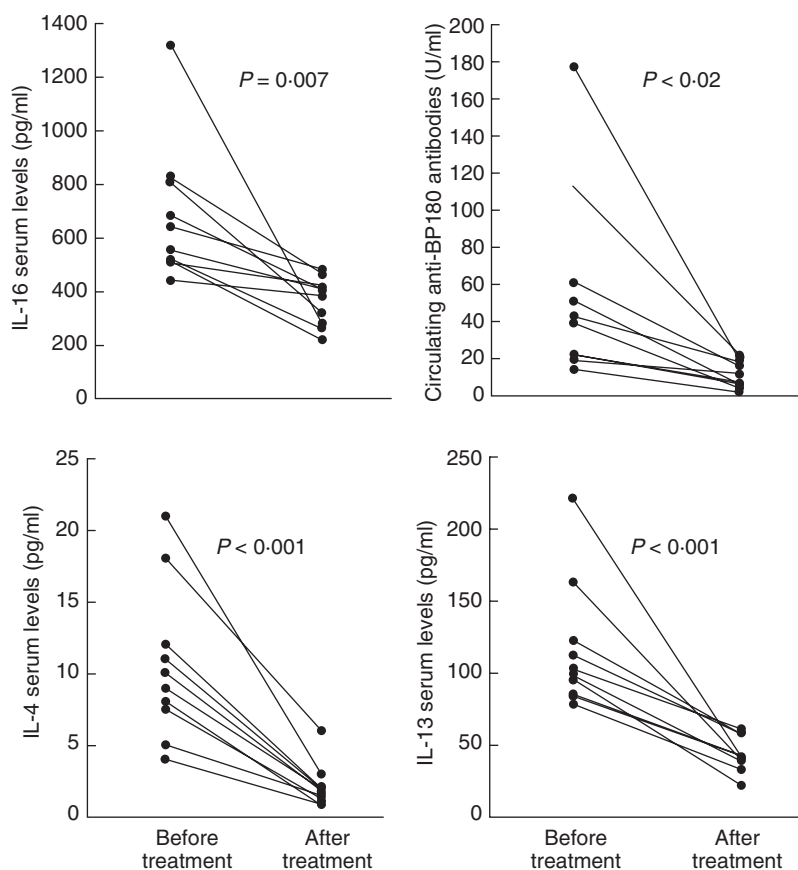 IL-16 serum levels (pg/ml)
1400
1200
1000
800
600
400
200
0
P = 0·007
Circulating anti-BP180 antibodies (U/ml)
200
180
160
140
120
100
80
60
40
20
0
P < 0·02
IL-4 serum levels (pg/ml)
25
20
15
10
5
0
P < 0·001
Before
treatment
After
treatment
IL-13 serum levels (pg/ml)
250
200
150
100
50
0
P < 0·001
Before
treatment
After
treatment